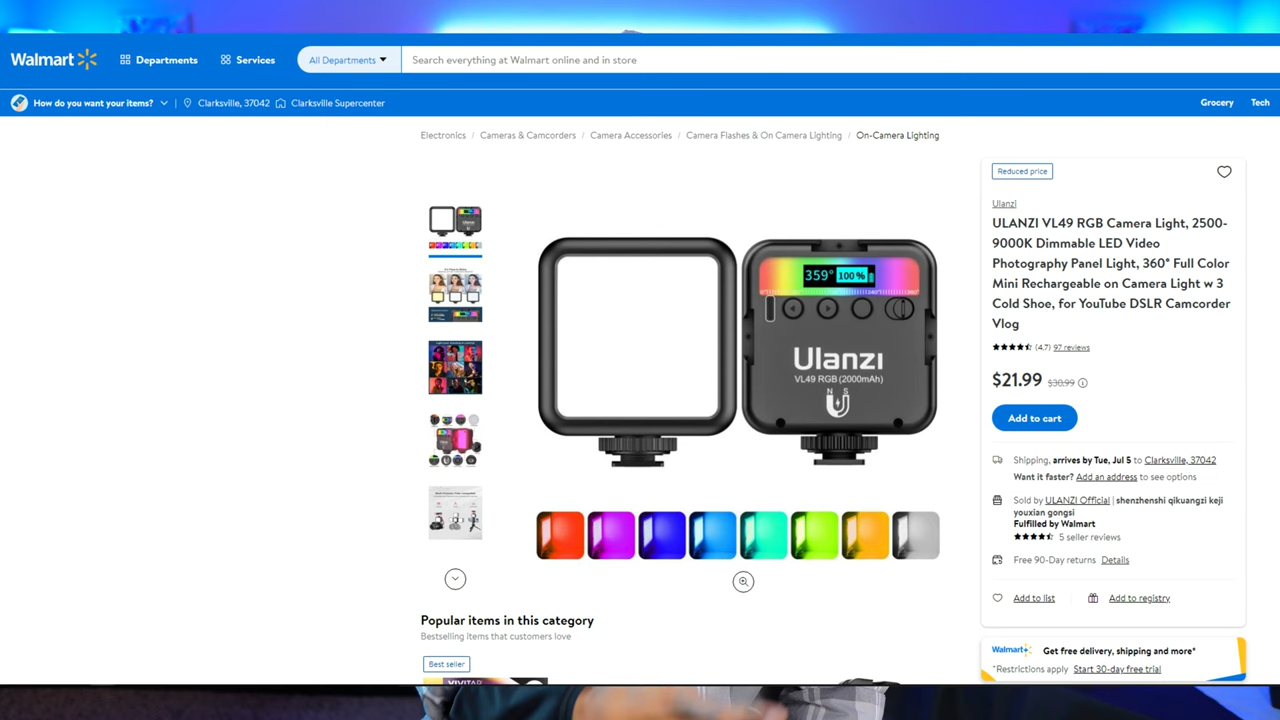 Walmart
Departments
Services
All Departments
Search everything at Walmart online and in store
How do you want your items?
Clarksville, 37042
Clarksville Supercenter
Grocery
Tech
Electronics / Cameras & Camcorders / Camera Accessories / Camera Flashes & On Camera Lighting / On-Camera Lighting
359° 100%
Ulanzi
VL49 RGB (2000mAh)
N S
Reduced price
Ulanzi
ULANZI VL49 RGB Camera Light, 2500-
9000K Dimmable LED Video
Photography Panel Light, 360° Full Color
Mini Rechargeable on Camera Light w 3
Cold Shoe, for YouTube DSLR Camcorder
Vlog
(4.7) 97 reviews
$21.99 $30.99
Add to cart
Shipping, arrives by Tue, Jul 5 to Clarksville, 37042
Want it faster? Add an address to see options
Sold by ULANZI Official | shenzhenshi qikuangzi keji
youxian gongsi
Fulfilled by Walmart
5 seller reviews
Free 90-Day returns Details
Add to list
Add to registry
Walmart+ Get free delivery, shipping and more*
*Restrictions apply Start 30-day free trial
Popular items in this category
Bestselling items that customers love
Best seller
VIVITAR